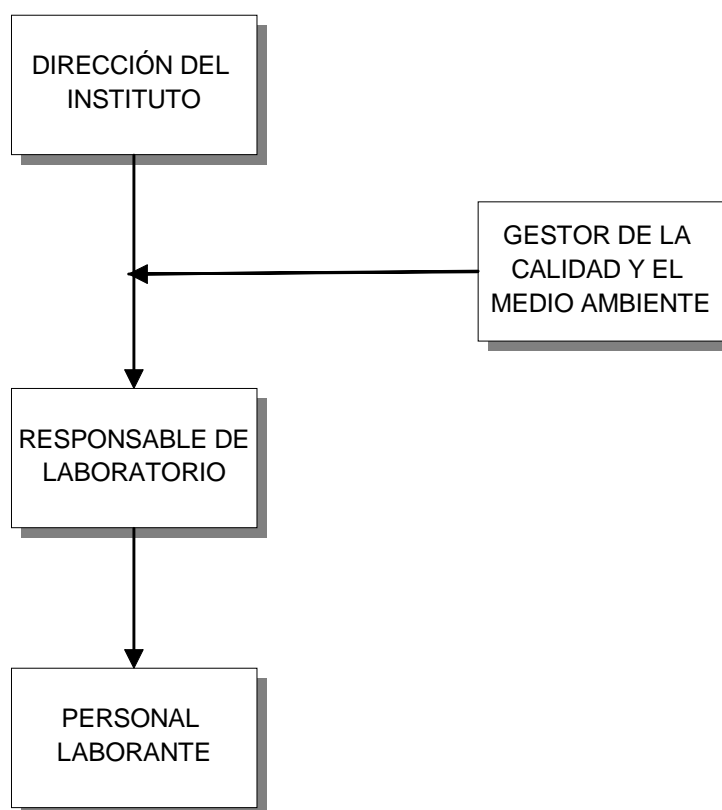 DIRECCIÓN DEL
INSTITUTO
GESTOR DE LA
CALIDAD Y EL
MEDIO AMBIENTE
RESPONSABLE DE
LABORATORIO
PERSONAL
LABORANTE